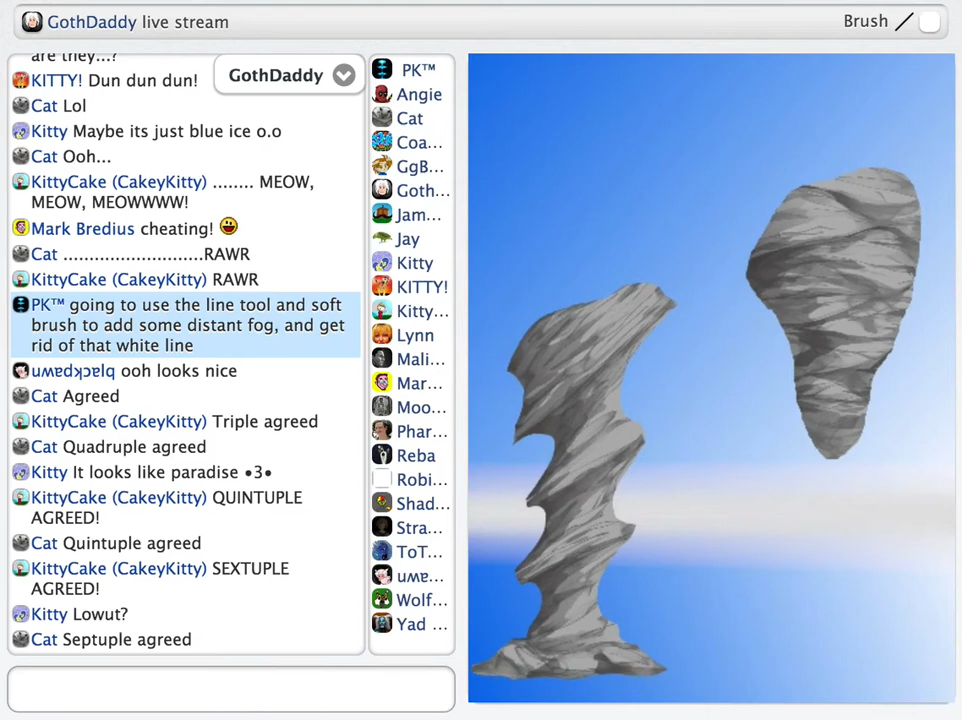 GothDaddy live stream
Brush
are they...?
GothDaddy
KITTY! Dun dun dun!
Cat Lol
Kitty Maybe its just blue ice o.o
Cat Ooh...
KittyCake (CakeyKitty) ........ MEOW,
MEOW, MEOWWWW!
Mark Bredius cheating!
Cat ...........................RAWR
KittyCake (CakeyKitty) RAWR
PK™ going to use the line tool and soft
brush to add some distant fog, and get
rid of that white line
uʍɐdʞɔɐlq ooh looks nice
Cat Agreed
KittyCake (CakeyKitty) Triple agreed
Cat Quadruple agreed
Kitty It looks like paradise •3•
KittyCake (CakeyKitty) QUINTUPLE
AGREED!
Cat Quintuple agreed
KittyCake (CakeyKitty) SEXTUPLE
AGREED!
Kitty Lowut?
Cat Septuple agreed
PK™
Angie
Cat
Coa...
GgB...
Goth...
Jam...
Jay
Kitty
KITTY!
Kitty...
Lynn
Mali...
Mar...
Moo...
Phar...
Reba
Robi...
Shad...
Stra...
ToT...
uʍɐ...
Wolf...
Yad ...